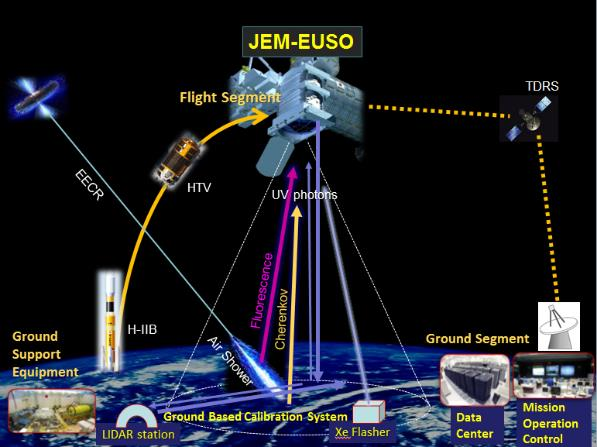 JEM-EUSO
Flight Segment
TDRS
EECR
HTV
UV photons
Fluorescence
Cherenkov
H-IIB
Air Shower
Ground
Support
Equipment
Ground Segment
Ground Based Calibration System
LIDAR station
Xe Flasher
Data
Center
Mission
Operation
Control